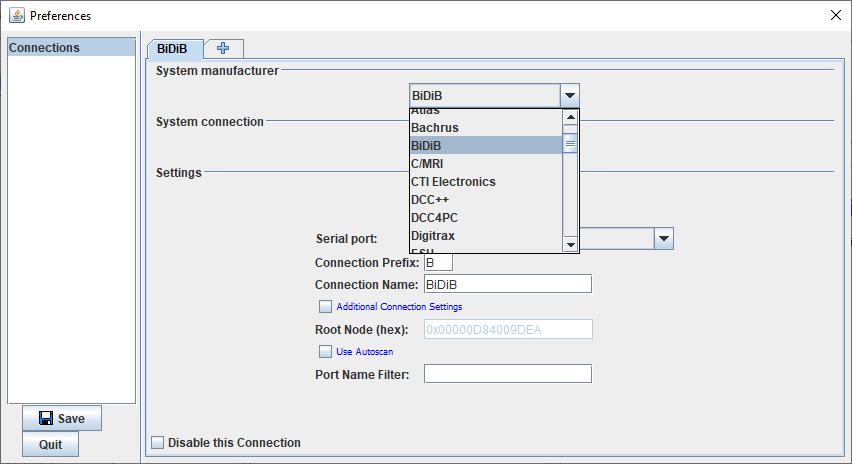 Preferences
Connections
BiDiB
System manufacturer
BiDiB
Atlas
System connection
Bachrus
BiDiB
C/MRI
Settings
CTI Electronics
DCC++
DCC4PC
Digitrax
Serial port:
ESU
Connection Prefix: B
Connection Name: BiDiB
Additional Connection Settings
Root Node (hex): 0x00000D84009DEA
Use Autoscan
Port Name Filter:
Save
Quit
Disable this Connection